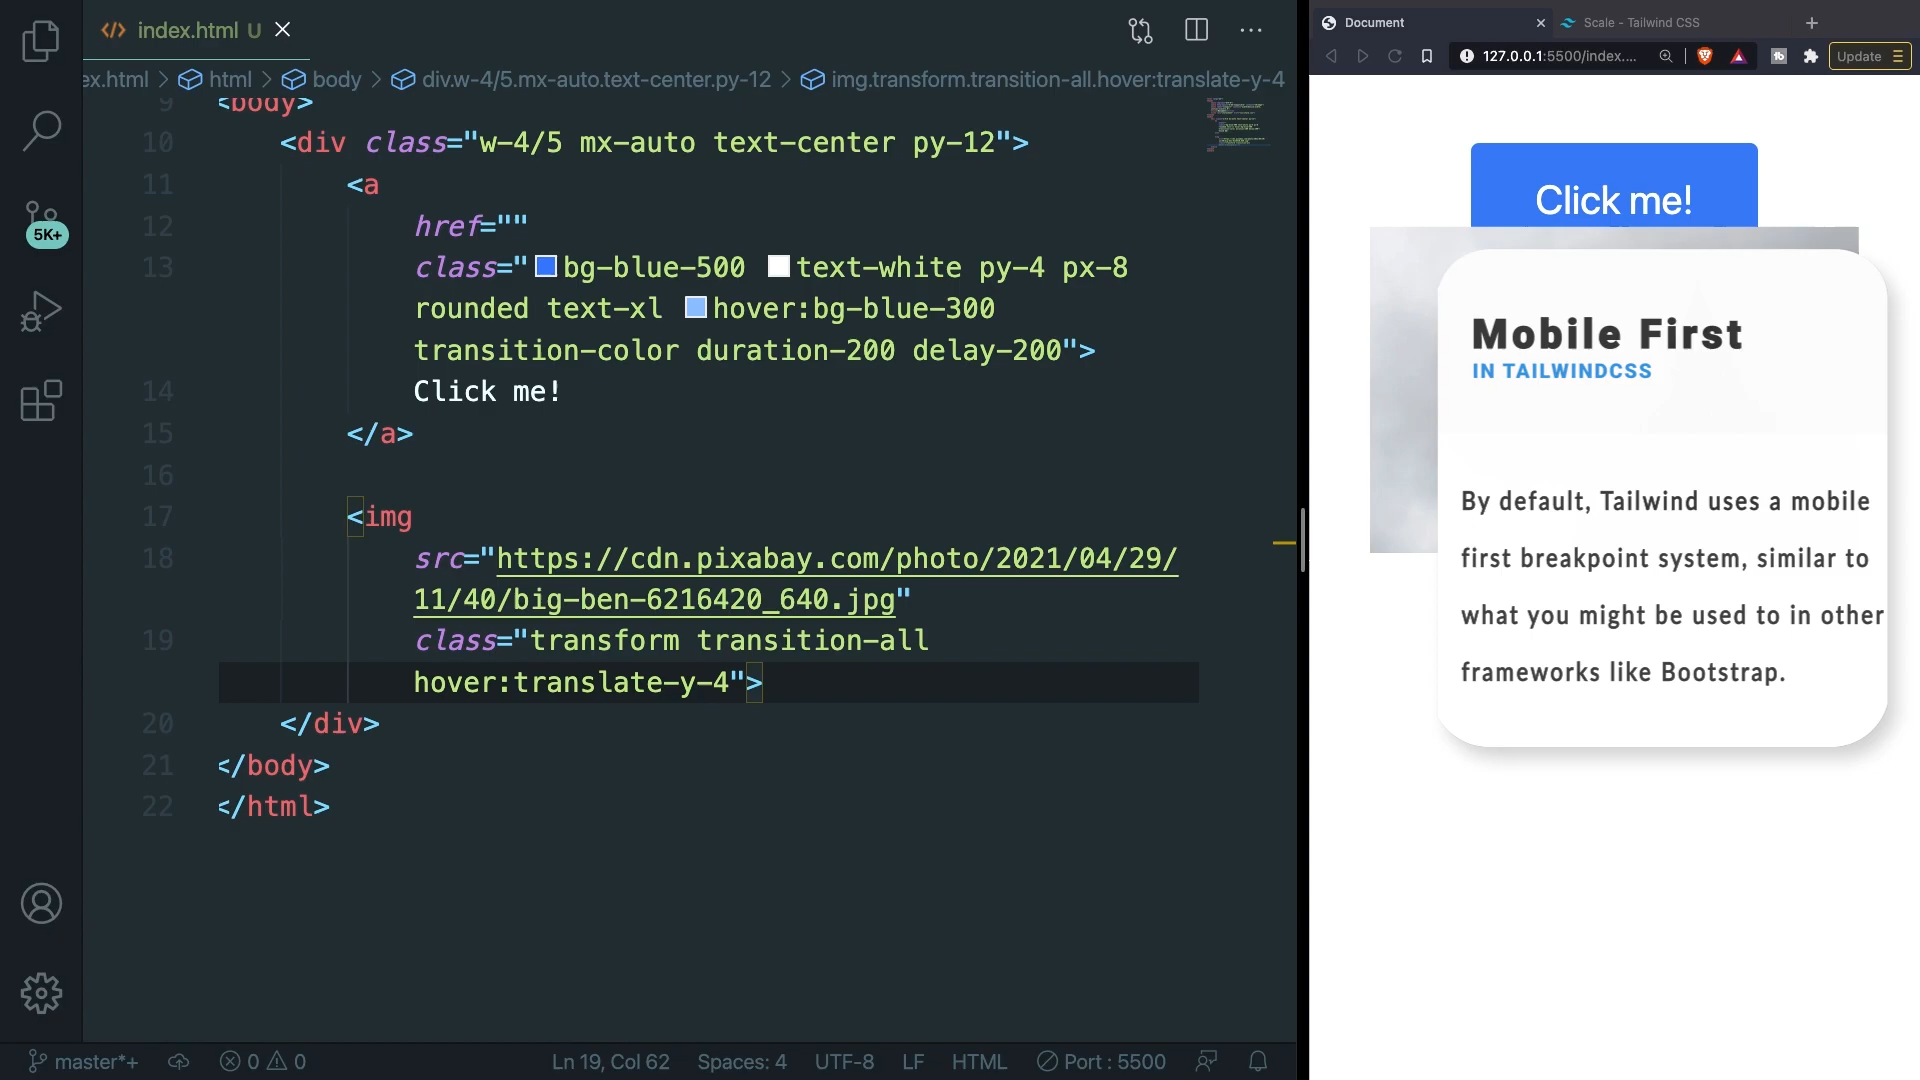 index.html U
Document
Scale - Tailwind CSS
127.0.0.1:5500/index....
Update
ex.html > html > body > div.w-4/5.mx-auto.text-center.py-12 > img.transform.transition-all.hover:translate-y-4
9 <body>
10 <div class="w-4/5 mx-auto text-center py-12">
11 <a
12 href=""
13 class="bg-blue-500 text-white py-4 px-8
rounded text-xl hover:bg-blue-300
transition-color duration-200 delay-200">
14 Click me!
15 </a>
16
17 <img
18 src="https://cdn.pixabay.com/photo/2021/04/29/
11/40/big-ben-6216420_640.jpg"
19 class="transform transition-all
hover:translate-y-4">
20 </div>
21 </body>
22 </html>
5K+
Click me!
Mobile First
IN TAILWINDCSS
By default, Tailwind uses a mobile
first breakpoint system, similar to
what you might be used to in other
frameworks like Bootstrap.
master*+
0 0
Ln 19, Col 62
Spaces: 4
UTF-8
LF
HTML
Port : 5500